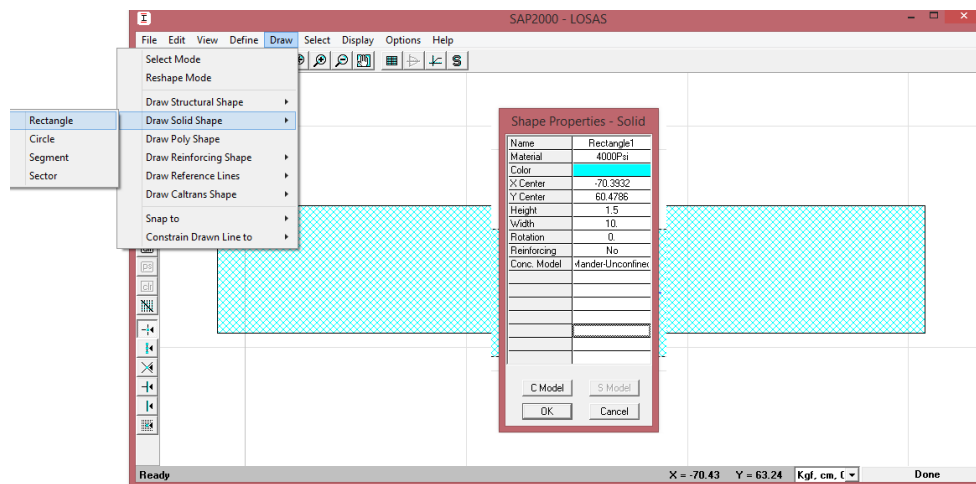 SAP2000 - LOSAS
File Edit View Define Draw Select Display Options Help
Select Mode
Reshape Mode
Draw Structural Shape
Draw Solid Shape
Draw Poly Shape
Draw Reinforcing Shape
Draw Reference Lines
Draw Caltrans Shape
Snap to
Constrain Drawn Line to
Rectangle
Circle
Segment
Sector
Shape Properties - Solid
Name Rectangle1
Material 4000Psi
Color
X Center -70.3932
Y Center 60.4786
Height 1.5
Width 10.
Rotation 0.
Reinforcing No
Conc. Model Mander-Unconfined
C Model S Model
OK Cancel
ps
clr
Ready X = -70.43 Y = 63.24 Kgf, cm, C Done